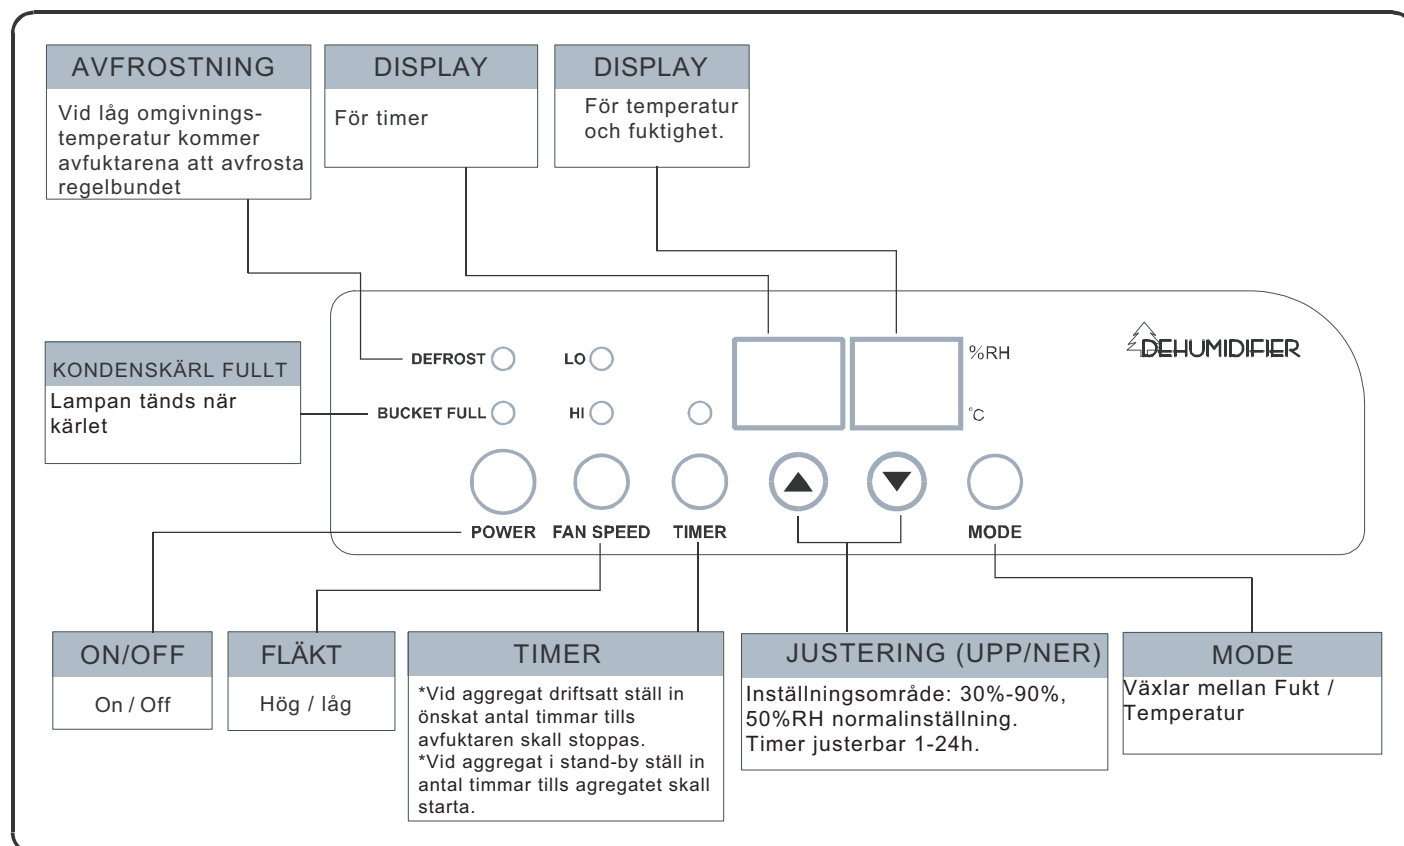 AVFROSTNING
Vid låg omgivnings-
temperatur kommer
avfuktarena att avfrosta
regelbundet
DISPLAY
För timer
DISPLAY
För temperatur
och fuktighet.
KONDENSKÄRL FULLT
Lampan tänds när
kärlet
DEFROST
LO
%RH
DEHUMIDIFIER
BUCKET FULL
HI
°C
POWER
FAN SPEED
TIMER
MODE
ON/OFF
On / Off
FLÄKT
Hög / låg
TIMER
*Vid aggregat driftsatt ställ in
önskat antal timmar tills
avfuktaren skall stoppas.
*Vid aggregat i stand-by ställ in
antal timmar tills agregatet skall
starta.
JUSTERING (UPP/NER)
Inställningsområde: 30%-90%,
50%RH normalinställning.
Timer justerbar 1-24h.
MODE
Växlar mellan Fukt /
Temperatur